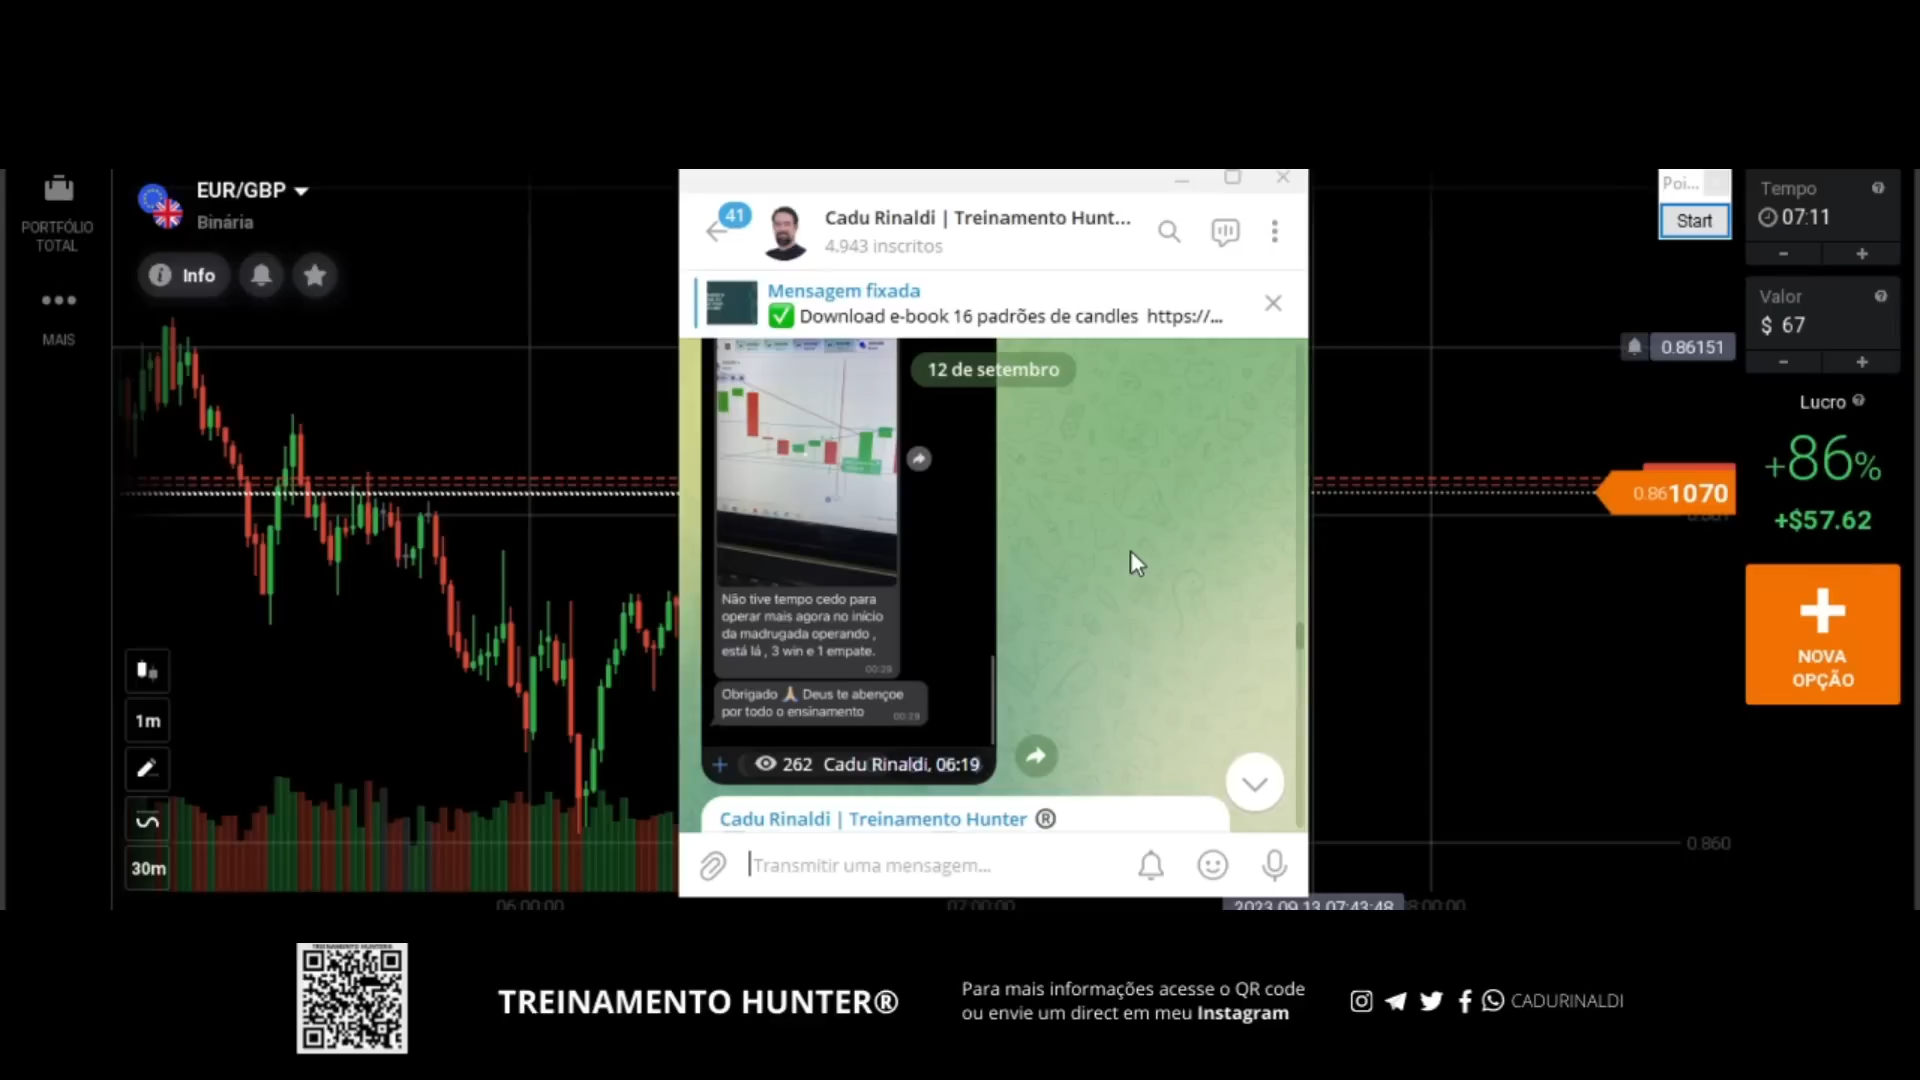 PORTFÓLIO
TOTAL
MAIS
EUR/GBP
Binária
Info
1m
30m
41
Cadu Rinaldi | Treinamento Hunt...
4.943 inscritos
Mensagem fixada
✅ Download e-book 16 padrões de candles https://...
12 de setembro
Não tive tempo cedo para
operar mais agora no início
da madrugada operando ,
está lá , 3 win e 1 empate.
00:29
Obrigado 🙏 Deus te abençoe
por todo o ensinamento
00:29
262 Cadu Rinaldi, 06:19
Cadu Rinaldi | Treinamento Hunter ®
Transmitir uma mensagem...
Poi...
Start
Tempo
07:11
- +
Valor
$ 67
- +
0.86151
Lucro
+86%
0.861070
+$57.62
NOVA
OPÇÃO
0.860
06:00:00
07:00:00
2023.09.13 07:43:48
TREINAMENTO HUNTER®
Para mais informações acesse o QR code
ou envie um direct em meu Instagram
CADURINALDI